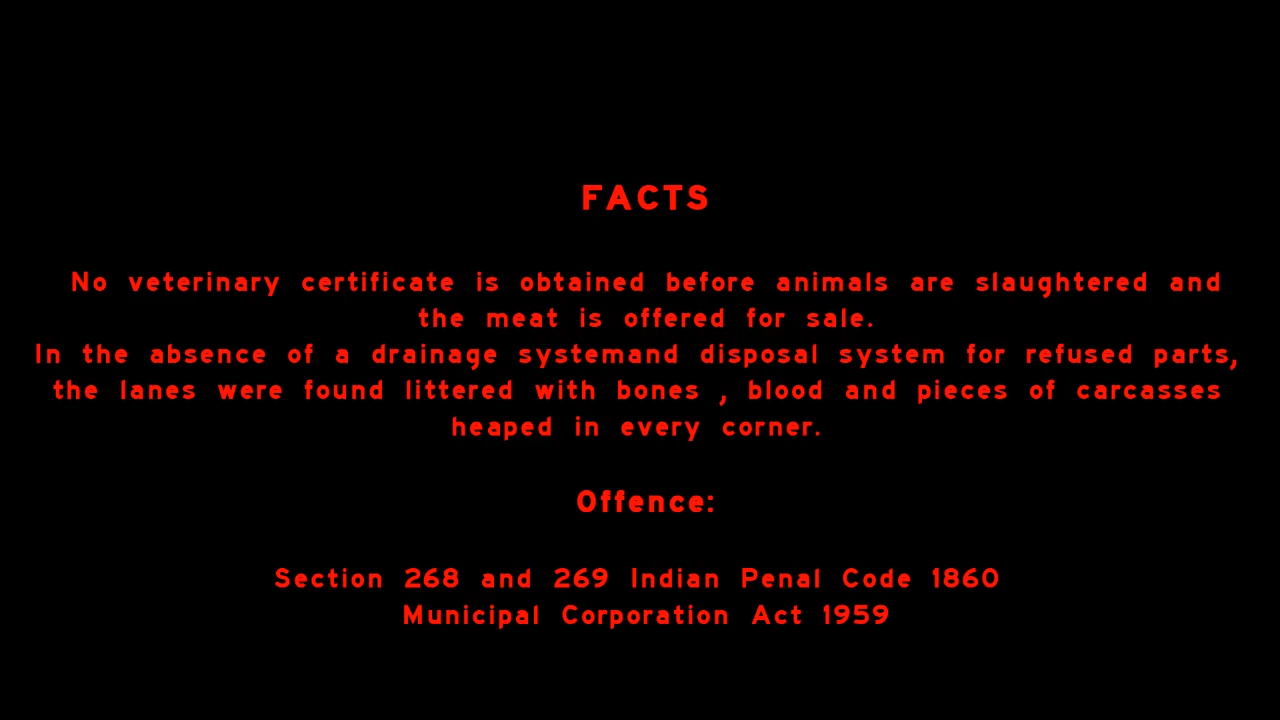 FACTS
No veterinary certificate is obtained before animals are slaughtered and
the meat is offered for sale.
In the absence of a drainage systemand disposal system for refused parts,
the lanes were found littered with bones , blood and pieces of carcasses
heaped in every corner.
Offence:
Section 268 and 269 Indian Penal Code 1860
Municipal Corporation Act 1959